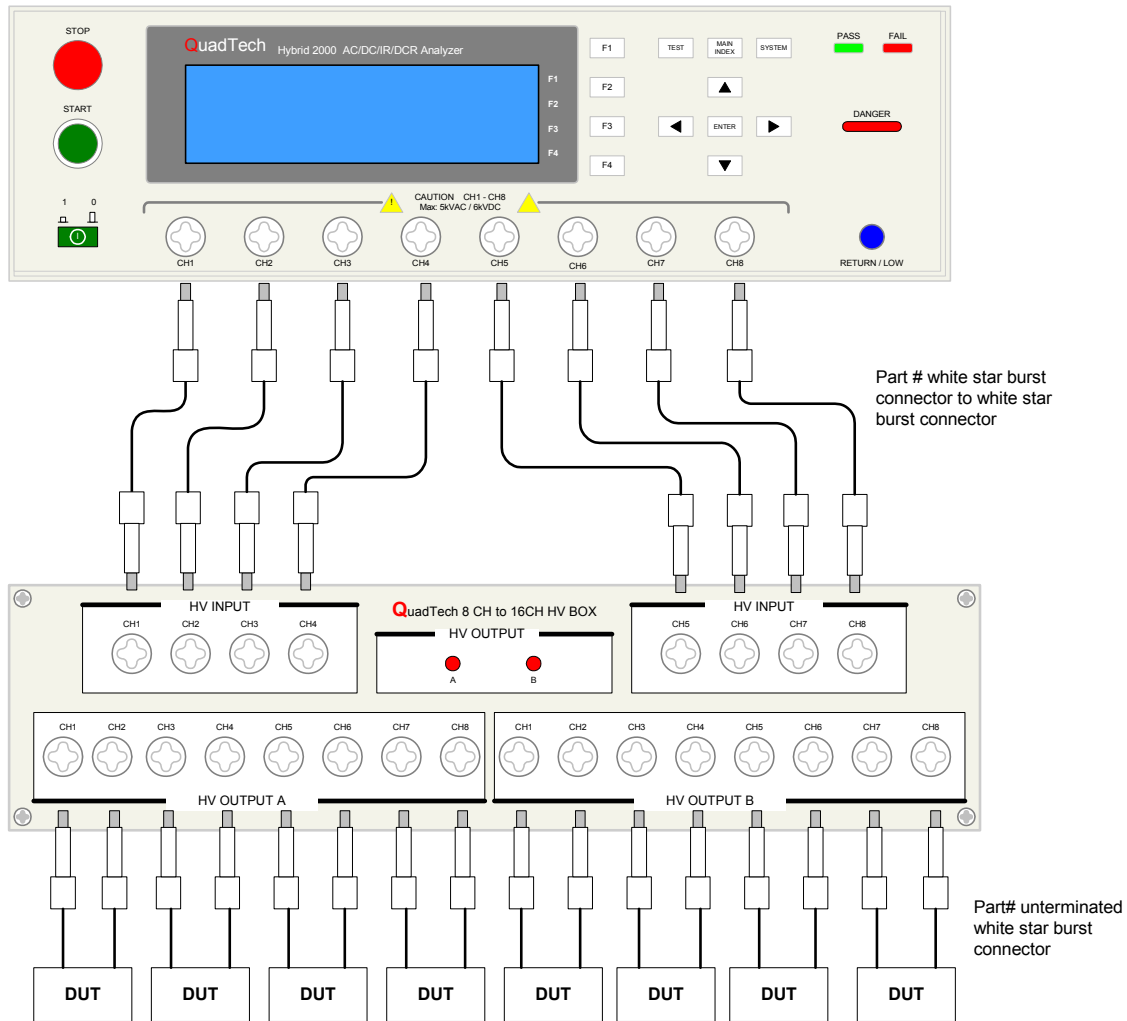 STOP
QuadTech Hybrid 2000 AC/DC/IR/DCR Analyzer
F1
F2
F3
F4
F1
F2
F3
F4
TEST
MAIN
INDEX
SYSTEM
ENTER
PASS
FAIL
DANGER
START
1 0
I
!
CAUTION CH1 - CH8
Max: 5kVAC / 6kVDC
CH1 CH2 CH3 CH4 CH5 CH6 CH7 CH8
RETURN / LOW
Part # white star burst
connector to white star
burst connector
HV INPUT
CH1 CH2 CH3 CH4
QuadTech 8 CH to 16CH HV BOX
HV OUTPUT
A B
HV INPUT
CH5 CH6 CH7 CH8
CH1 CH2 CH3 CH4 CH5 CH6 CH7 CH8
HV OUTPUT A
CH1 CH2 CH3 CH4 CH5 CH6 CH7 CH8
HV OUTPUT B
Part# unterminated
white star burst
connector
DUT DUT DUT DUT DUT DUT DUT DUT